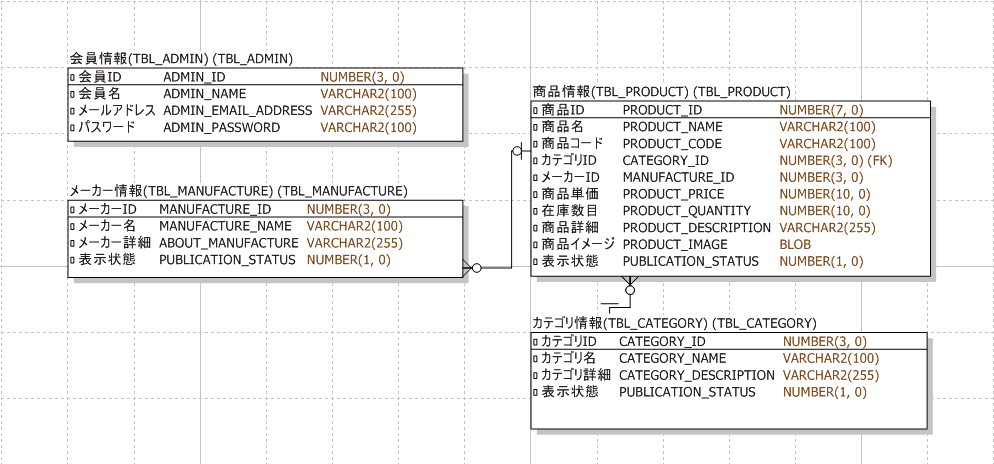 会員情報(TBL_ADMIN) (TBL_ADMIN)
会員ID ADMIN_ID NUMBER(3, 0)
会員名 ADMIN_NAME VARCHAR2(100)
メールアドレス ADMIN_EMAIL_ADDRESS VARCHAR2(255)
パスワード ADMIN_PASSWORD VARCHAR2(100)
メーカー情報(TBL_MANUFACTURE) (TBL_MANUFACTURE)
メーカーID MANUFACTURE_ID NUMBER(3, 0)
メーカー名 MANUFACTURE_NAME VARCHAR2(100)
メーカー詳細 ABOUT_MANUFACTURE VARCHAR2(255)
表示状態 PUBLICATION_STATUS NUMBER(1, 0)
商品情報(TBL_PRODUCT) (TBL_PRODUCT)
商品ID PRODUCT_ID NUMBER(7, 0)
商品名 PRODUCT_NAME VARCHAR2(100)
商品コード PRODUCT_CODE VARCHAR2(100)
カテゴリID CATEGORY_ID NUMBER(3, 0) (FK)
メーカーID MANUFACTURE_ID NUMBER(3, 0)
商品単価 PRODUCT_PRICE NUMBER(10, 0)
在庫数目 PRODUCT_QUANTITY NUMBER(10, 0)
商品詳細 PRODUCT_DESCRIPTION VARCHAR2(255)
商品イメージ PRODUCT_IMAGE BLOB
表示状態 PUBLICATION_STATUS NUMBER(1, 0)
カテゴリ情報(TBL_CATEGORY) (TBL_CATEGORY)
カテゴリID CATEGORY_ID NUMBER(3, 0)
カテゴリ名 CATEGORY_NAME VARCHAR2(100)
カテゴリ詳細 CATEGORY_DESCRIPTION VARCHAR2(255)
表示状態 PUBLICATION_STATUS NUMBER(1, 0)